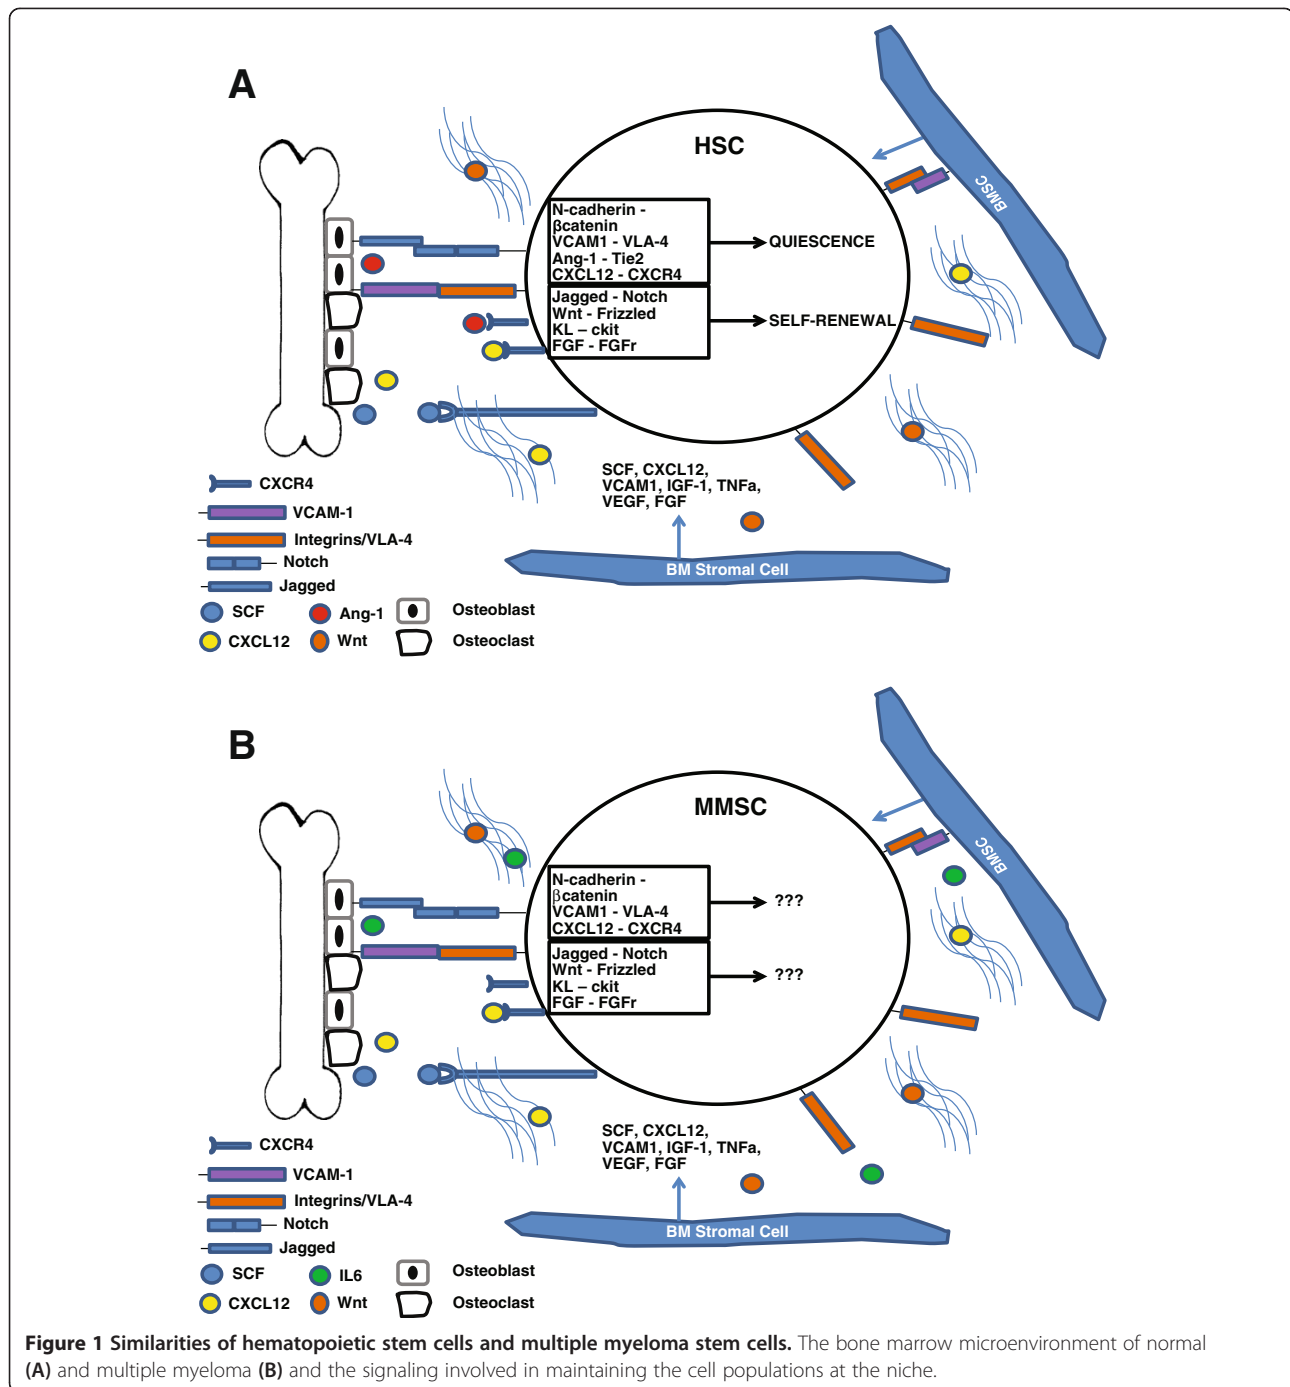 A
HSC
BMSC
N-cadherin -
βcatenin
VCAM1 - VLA-4
Ang-1 - Tie2
CXCL12 - CXCR4
QUIESCENCE
Jagged - Notch
Wnt - Frizzled
KL – ckit
FGF - FGFr
SELF-RENEWAL
SCF, CXCL12,
VCAM1, IGF-1, TNFa,
VEGF, FGF
BM Stromal Cell
CXCR4
VCAM-1
Integrins/VLA-4
Notch
Jagged
SCF
Ang-1
Osteoblast
CXCL12
Wnt
Osteoclast
B
MMSC
BMSC
N-cadherin -
βcatenin
VCAM1 - VLA-4
CXCL12 - CXCR4
???
Jagged - Notch
Wnt - Frizzled
KL – ckit
FGF - FGFr
???
SCF, CXCL12,
VCAM1, IGF-1, TNFa,
VEGF, FGF
BM Stromal Cell
CXCR4
VCAM-1
Integrins/VLA-4
Notch
Jagged
SCF
IL6
Osteoblast
CXCL12
Wnt
Osteoclast
Figure 1 Similarities of hematopoietic stem cells and multiple myeloma stem cells. The bone marrow microenvironment of normal
(A) and multiple myeloma (B) and the signaling involved in maintaining the cell populations at the niche.